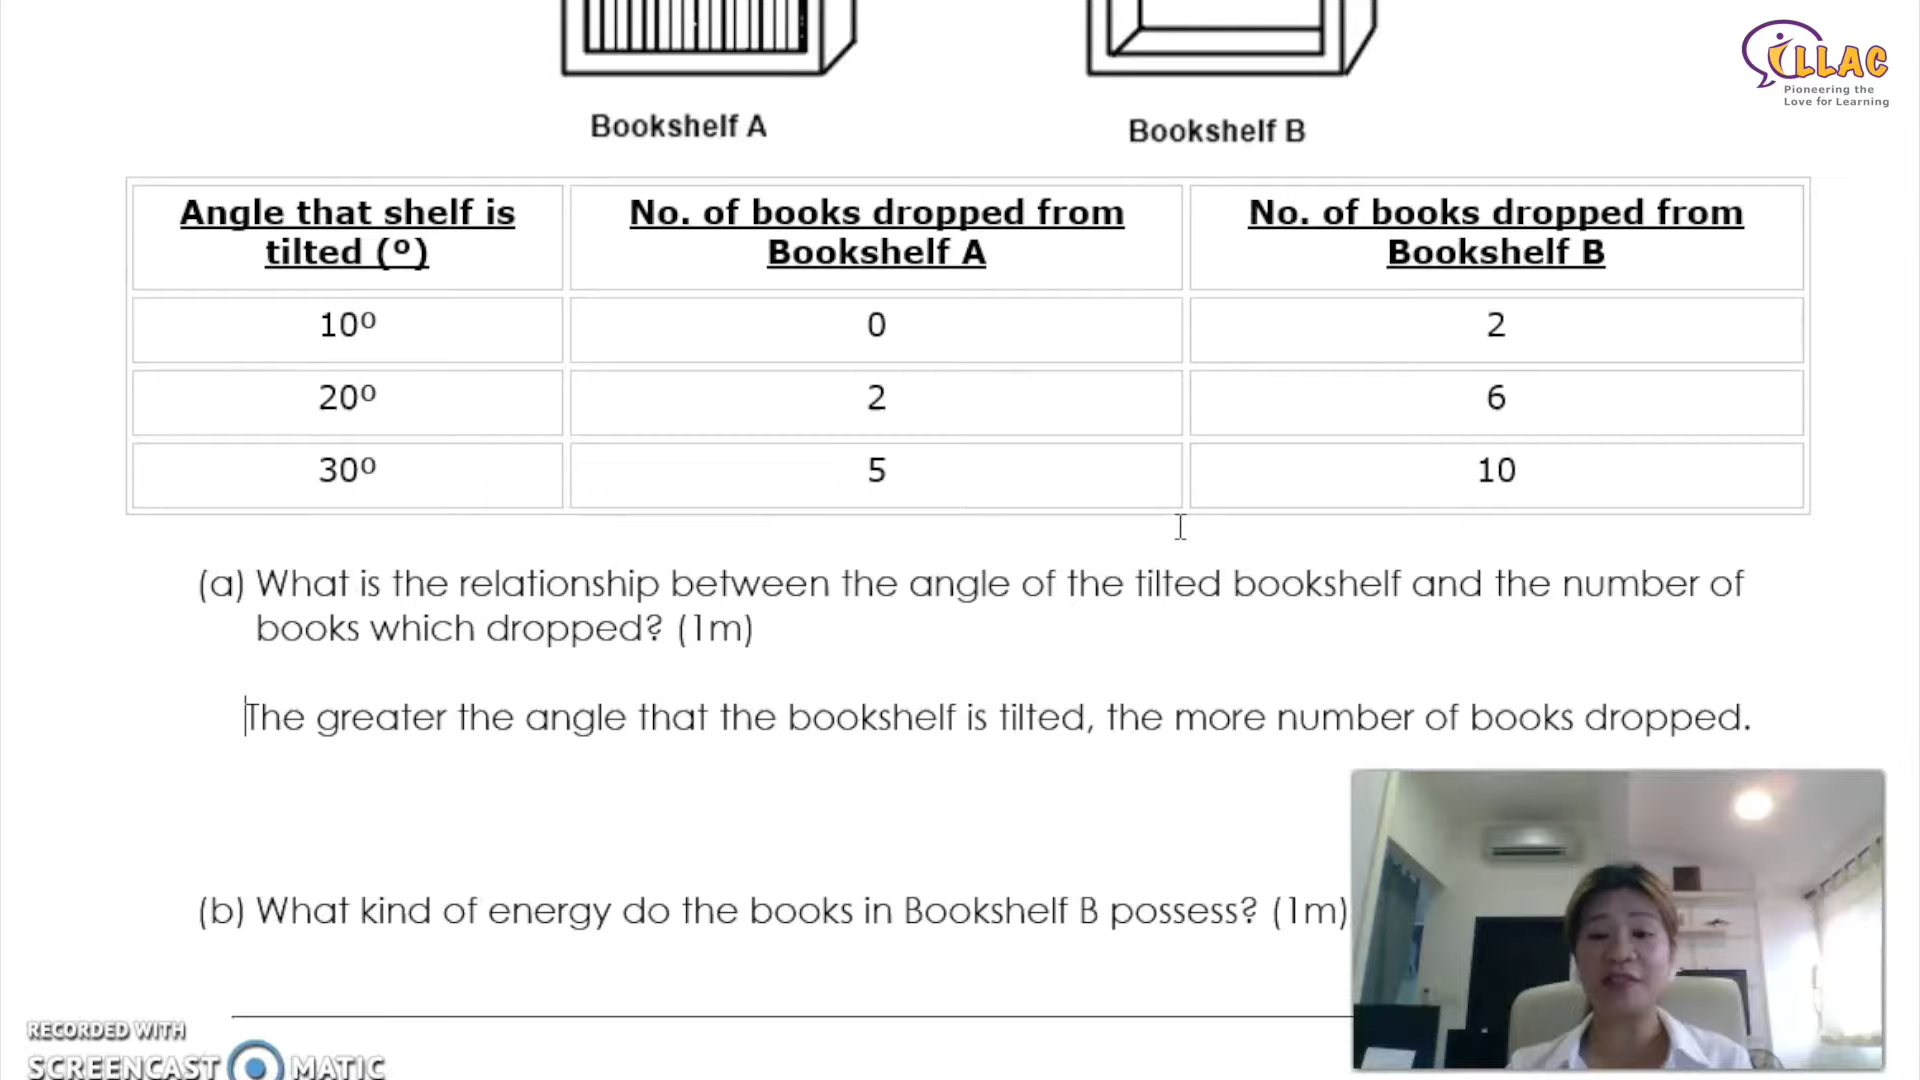 iLLAC
Pioneering the
Love for Learning
Bookshelf A
Bookshelf B
Angle that shelf is
tilted (º)
No. of books dropped from
Bookshelf A
No. of books dropped from
Bookshelf B
10º
0
2
20º
2
6
30º
5
10
(a) What is the relationship between the angle of the tilted bookshelf and the number of
books which dropped? (1m)
The greater the angle that the bookshelf is tilted, the more number of books dropped.
(b) What kind of energy do the books in Bookshelf B possess? (1m)
RECORDED WITH
SCREENCAST MATIC